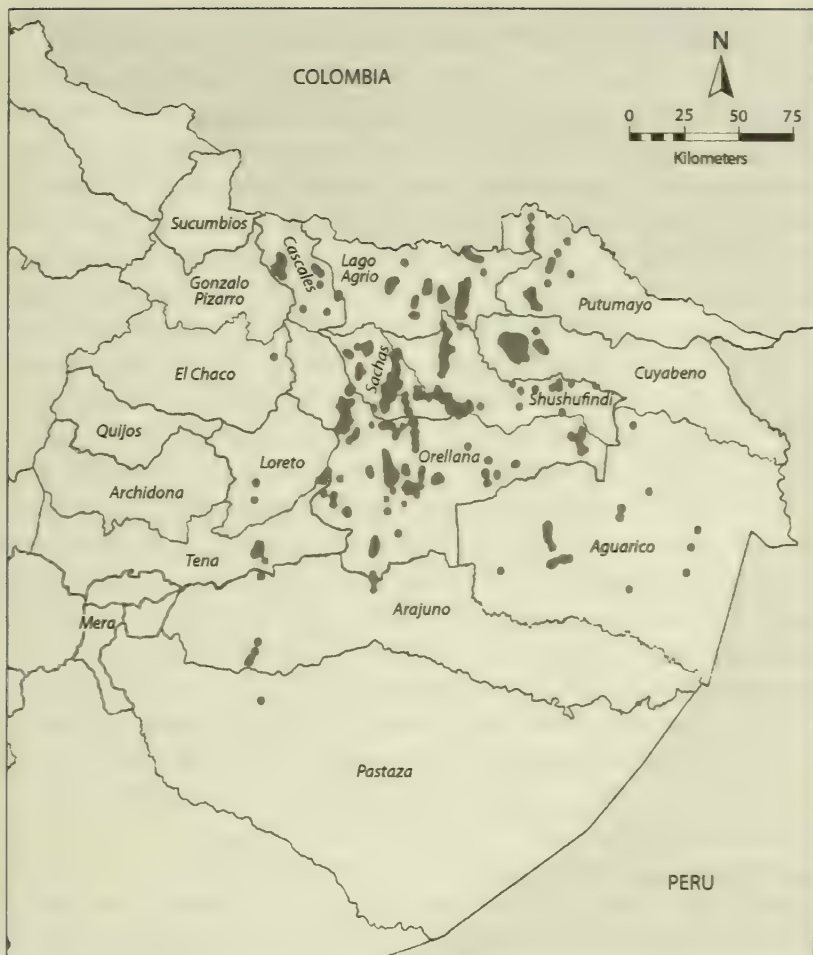 COLOMBIA
N
0 25 50 75
Kilometers
Sucumbios
Cascales
Lago
Agrio
Gonzalo
Pizarro
Putumayo
El Chaco
Sachas
Cuyabeno
Shushufindi
Quijos
Loreto
Orellana
Archidona
Aguarico
Tena
Arajuno
Mera
Pastaza
PERU